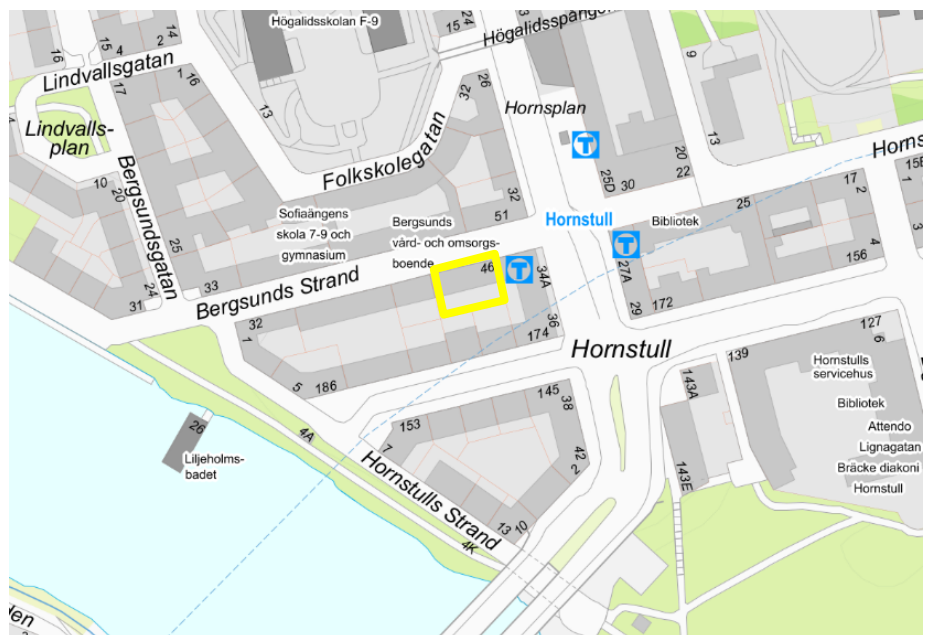 Högalidsskolan F-9
24
15
Högalidsspången
16
15
4
2
14
Lindvallsgatan
1
16
17
9
26
32
Hornsplan
13
13
Lindvalls-
plan
T
20
22
Horns
15B
1
Folkskolegatan
25D
30
17
2
10
20
Bergsundsgatan
32
51
Hornstull
Bibliotek
25
3
Sofiaängens
skola 7-9 och
gymnasium
Bergsunds
vård- och omsorgs-
boende
25
24
31
33
46
T
34A
T
27A
4
156
Bergsunds Strand
32
1
36
174
29
172
Hornstull
127
6
139
Hornstulls
servicehus
5
186
143A
145
38
Bibliotek
153
7
4A
26
Attendo
Lignagatan
Bräcke diakoni
Hornstull
Liljeholms-
badet
42
2
143E
Hornstulls Strand
13
10
4K
den